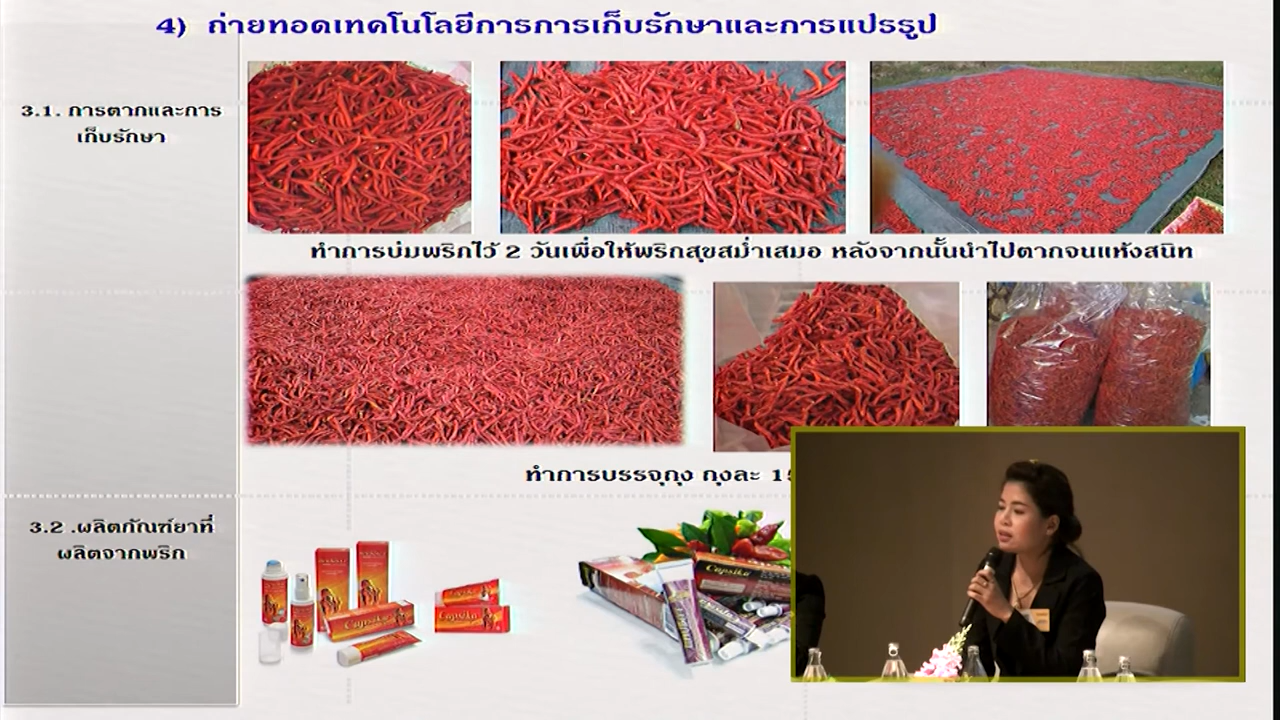 4) ถ่ายทอดเทคโนโลยีการการเก็บรักษาและการแปรรูป
3.1. การตากและการ
เก็บรักษา
ทำการบ่มพริกไว้ 2 วันเพื่อให้พริกสุขสม่ำเสมอ หลังจากนั้นนำไปตากจนแห้งสนิท
ทำการบรรจุถุง ถุงละ 15
3.2 .ผลิตภัณฑ์ยาที่
ผลิตจากพริก
Capsika
Capsika
Capsika